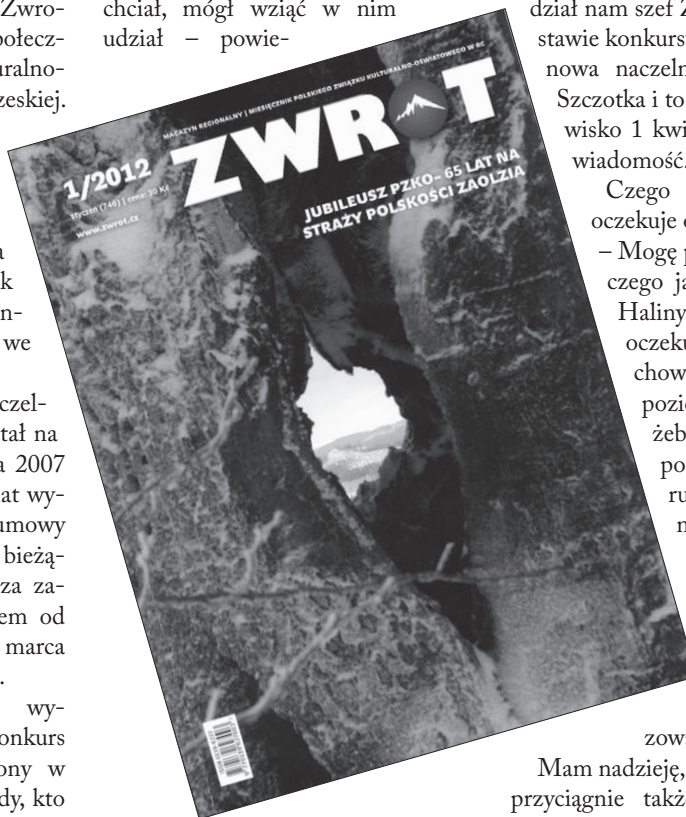 Zwro-
połecz-
uralno-
zeskiej.
a
k
n-
we
czel-
tał na
a 2007
lat wy-
umowy
bieżą-
za za-
em od
marca
.
wy-
onkurs
ony w
dy, kto
chciał, mógł wziąć w nim
udział – powie-
MAGAZYN REGIONALNY | MIESIĘCZNIK POLSKIEGO ZWIĄZKU KULTURALNO-OŚWIATOWEGO W RC
ZWROT
1/2012
styczeń (746) | cena: 30 Kč
www.zwrot.cz
JUBILEUSZ PZKO– 65 LAT NA
STRAŻY POLSKOŚCI ZAOLZIA
dział nam szef Z
stawie konkurs
nowa naczeln
Szczotka i to
wisko 1 kwi
wiadomość.
Czego
oczekuje
– Mogę p
czego ja
Haliny
oczeku
chow
pozio
żeb
po
ru
n
zow
Mam nadzieję,
przyciągnie takż